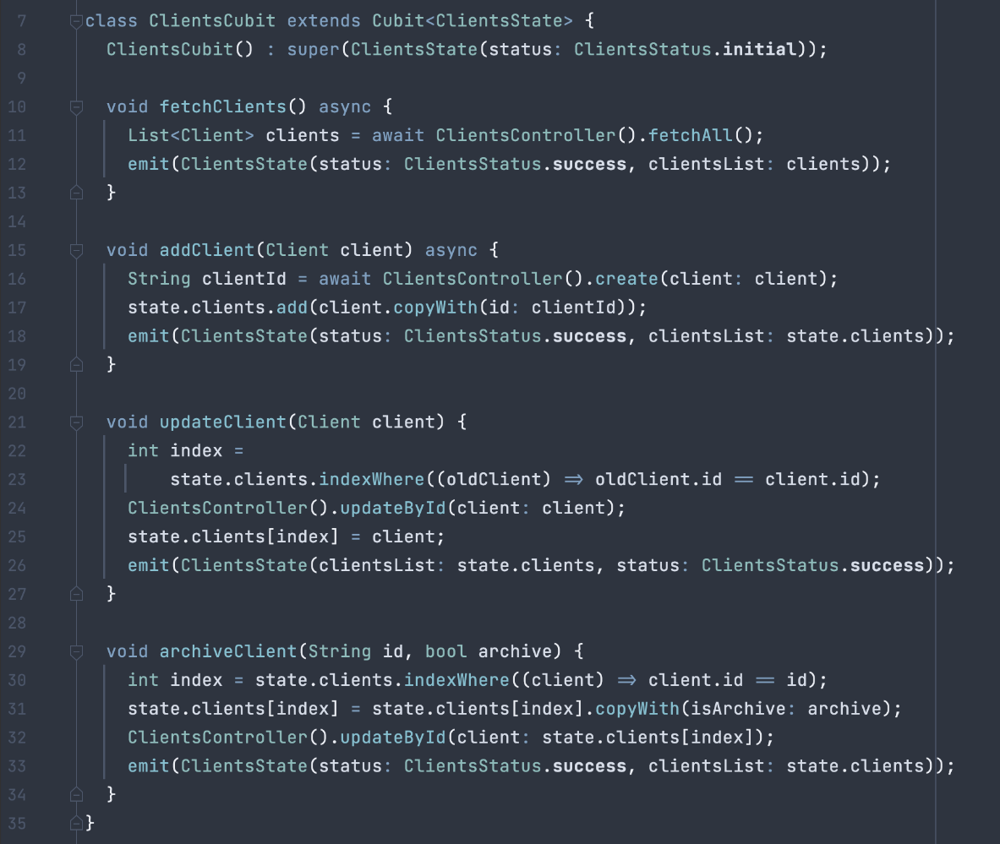 7 class ClientsCubit extends Cubit<ClientsState> {
8 ClientsCubit() : super(ClientsState(status: ClientsStatus.initial));
9
10 void fetchClients() async {
11 List<Client> clients = await ClientsController().fetchAll();
12 emit(ClientsState(status: ClientsStatus.success, clientsList: clients));
13 }
14
15 void addClient(Client client) async {
16 String clientId = await ClientsController().create(client: client);
17 state.clients.add(client.copyWith(id: clientId));
18 emit(ClientsState(status: ClientsStatus.success, clientsList: state.clients));
19 }
20
21 void updateClient(Client client) {
22 int index =
23 state.clients.indexWhere((oldClient) => oldClient.id == client.id);
24 ClientsController().updateById(client: client);
25 state.clients[index] = client;
26 emit(ClientsState(clientsList: state.clients, status: ClientsStatus.success));
27 }
28
29 void archiveClient(String id, bool archive) {
30 int index = state.clients.indexWhere((client) => client.id == id);
31 state.clients[index] = state.clients[index].copyWith(isArchive: archive);
32 ClientsController().updateById(client: state.clients[index]);
33 emit(ClientsState(status: ClientsStatus.success, clientsList: state.clients));
34 }
35 }